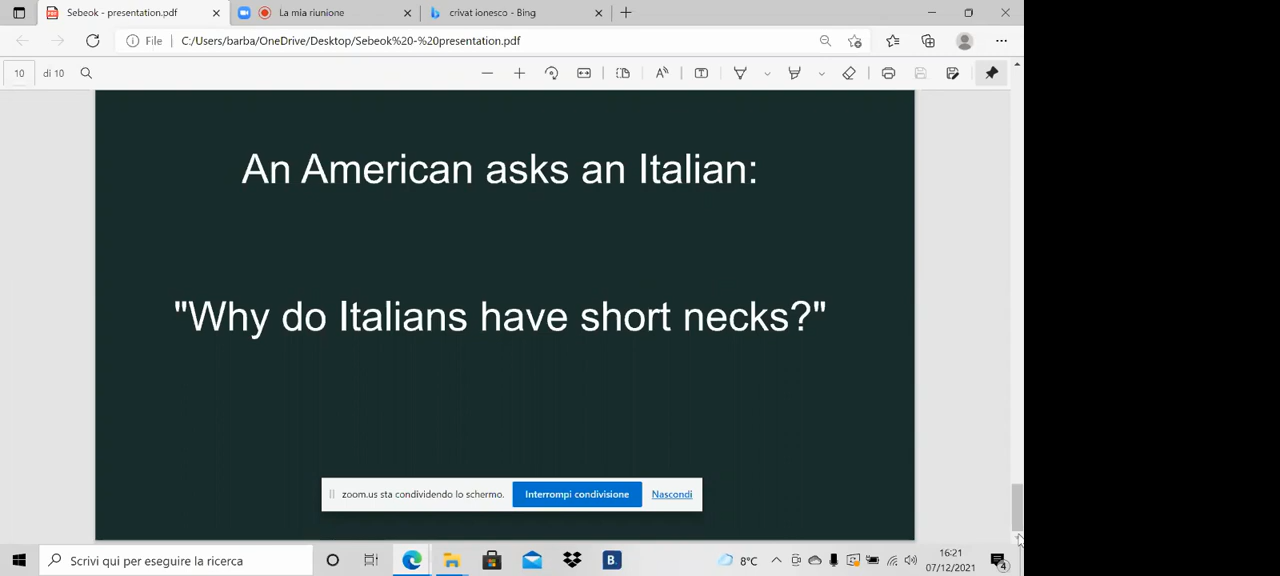 Sebeok - presentation.pdf
La mia riunione
crivat ionesco - Bing
File
C:/Users/barba/OneDrive/Desktop/Sebeok%20-%20presentation.pdf
10
di 10
An American asks an Italian:
"Why do Italians have short necks?"
zoom.us sta condividendo lo schermo.
Interrompi condivisione
Nascondi
Scrivi qui per eseguire la ricerca
B.
8°C
16:21
07/12/2021
4